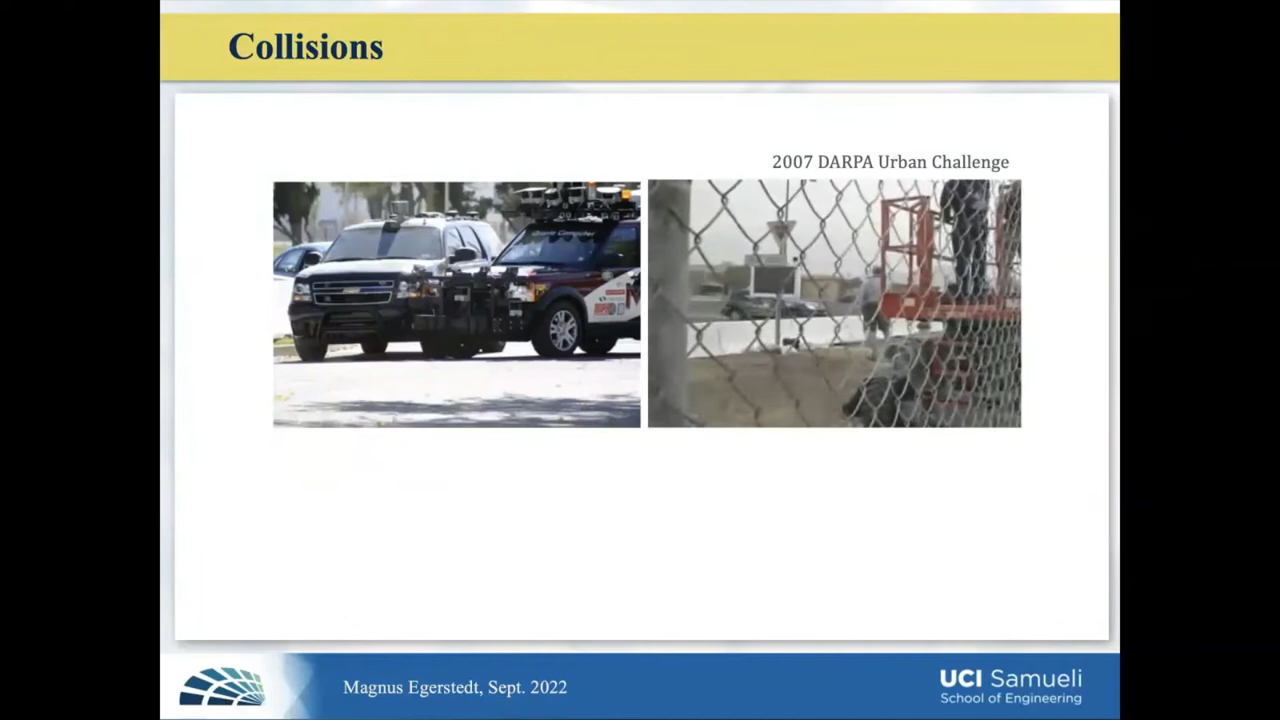 Collisions
2007 DARPA Urban Challenge
Magnus Egerstedt, Sept. 2022
UCI Samueli
School of Engineering